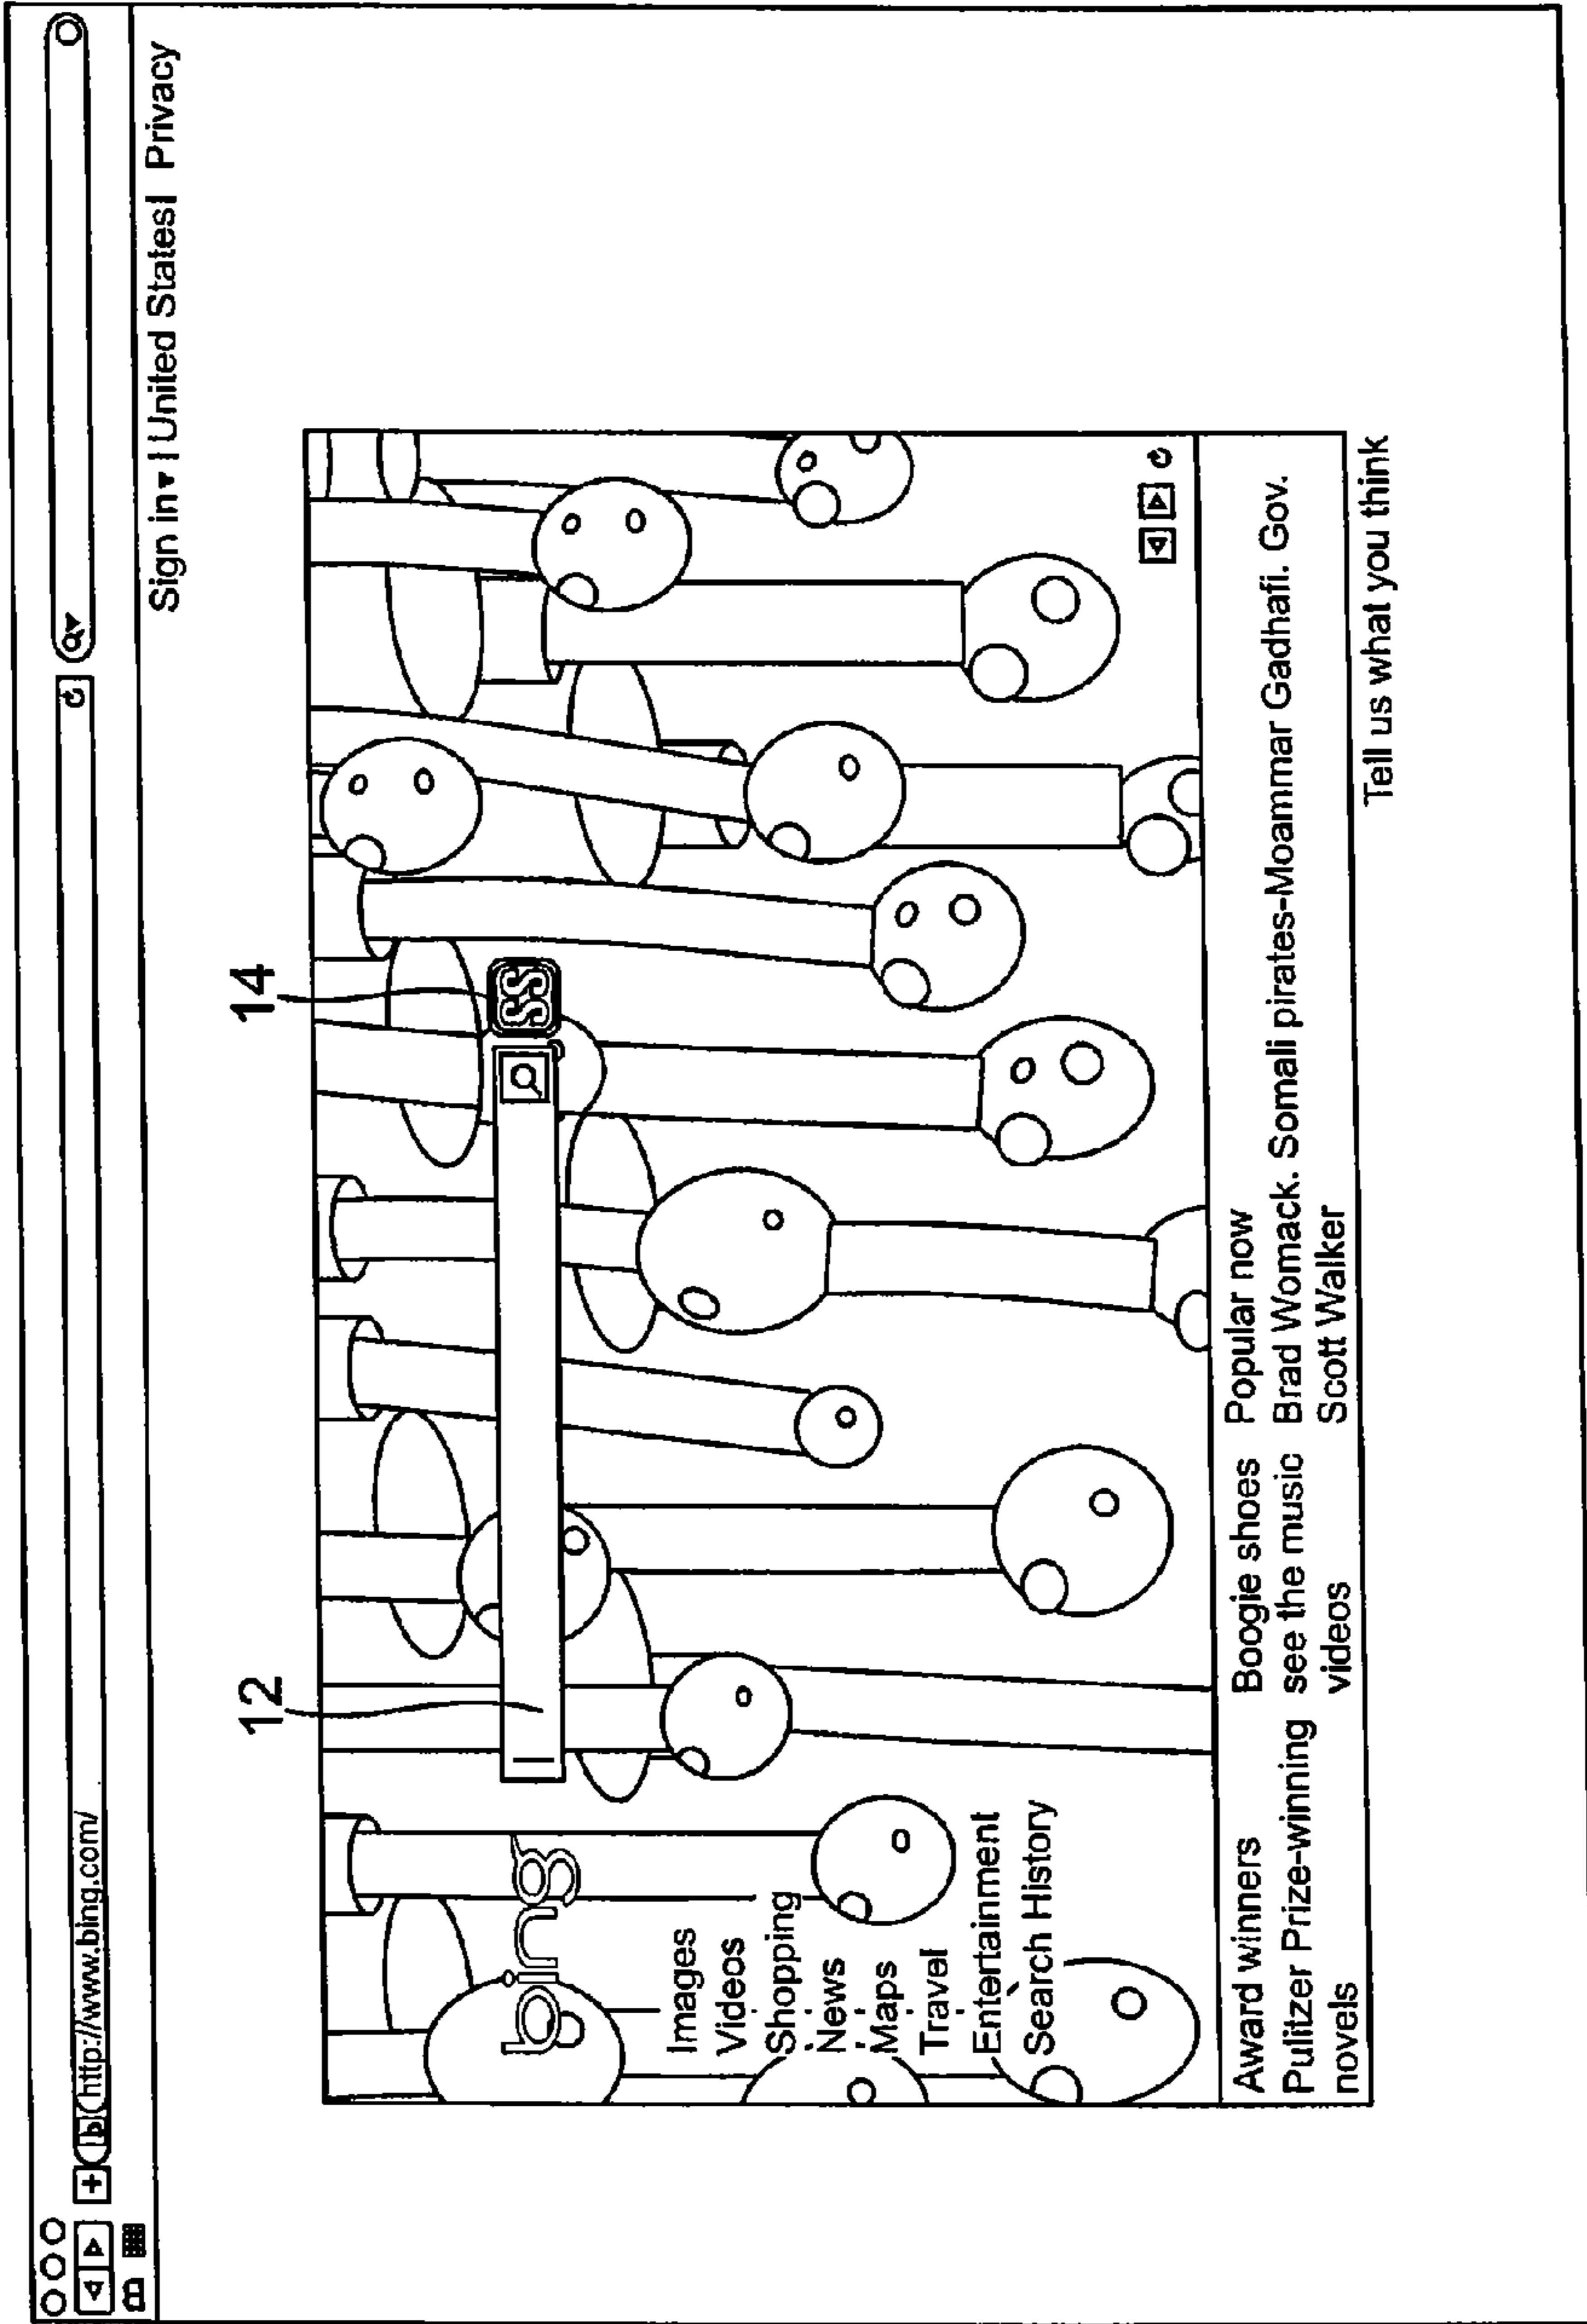 http://www.bing.com/
Sign in▾ | United States | Privacy
12
14
bing
SS
Images
Videos
Shopping
News
Maps
Travel
Entertainment
Search History
Award winners
Pulitzer Prize-winning
novels
Boogie shoes
see the music
videos
Popular now
Brad Womack. Somali pirates-Moammar Gadhafi. Gov.
Scott Walker
Tell us what you think